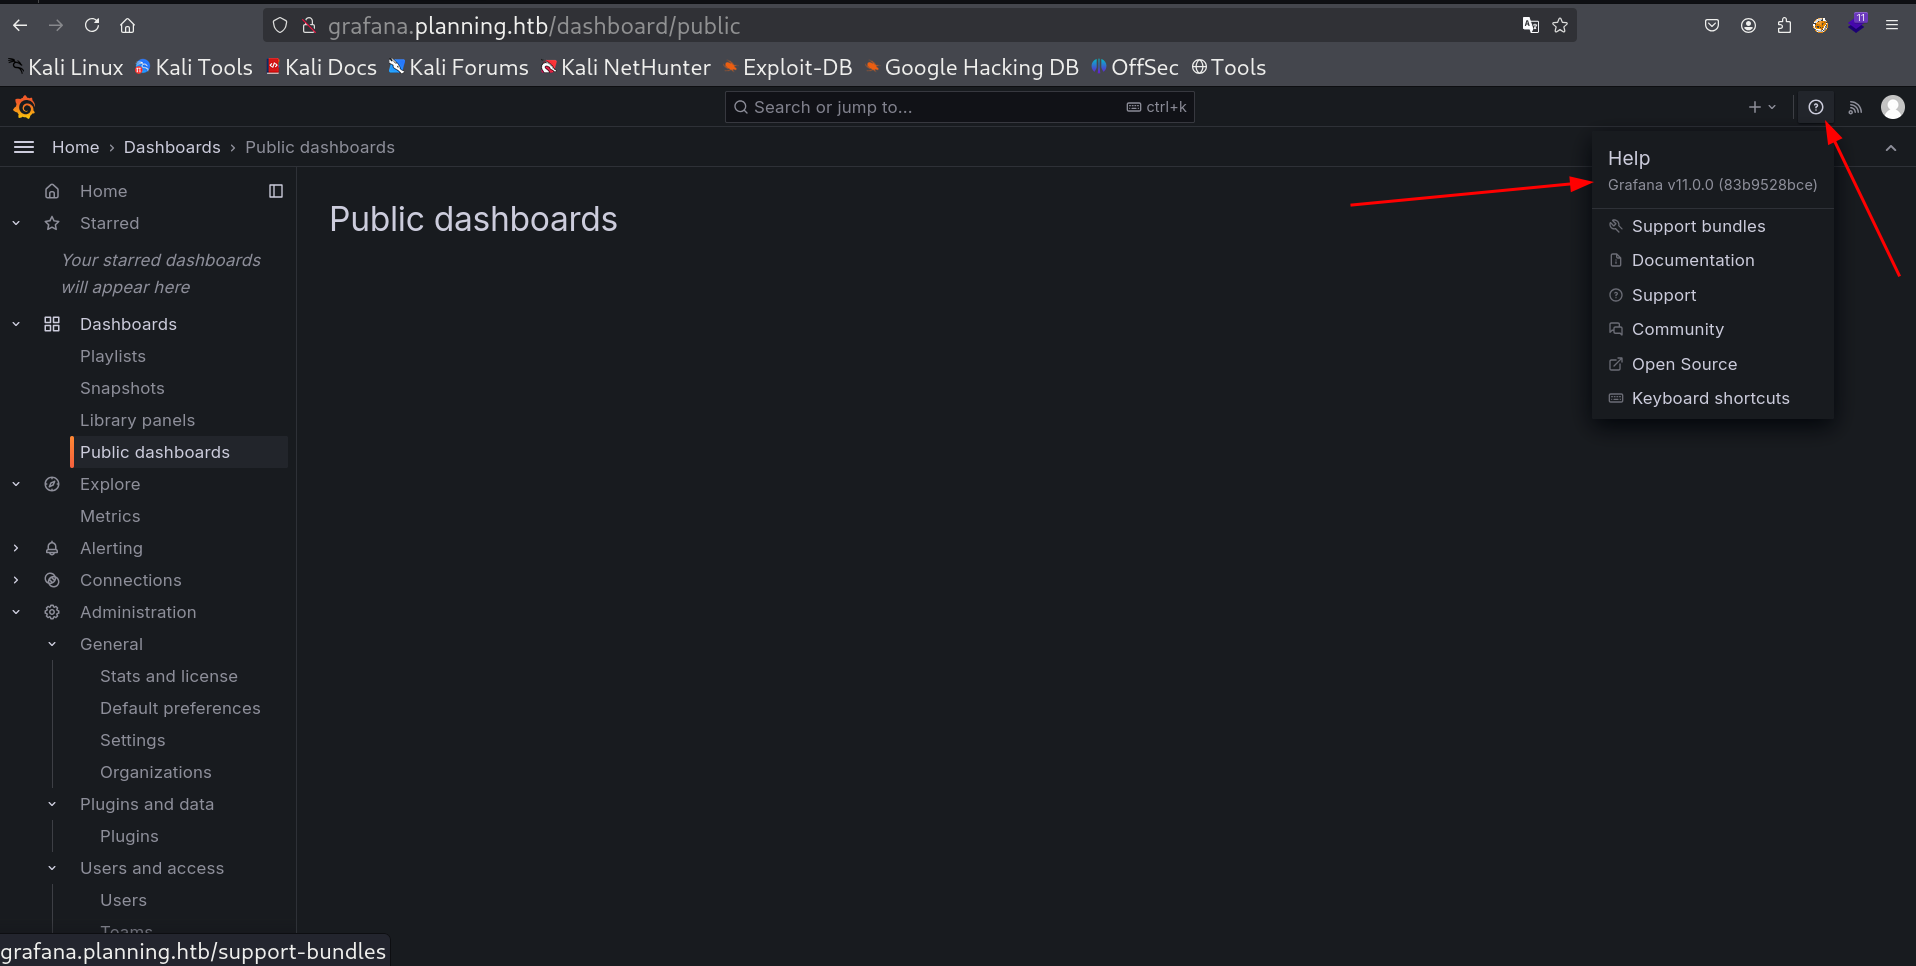 grafana.planning.htb/dashboard/public
11
Kali Linux Kali Tools Kali Docs Kali Forums Kali NetHunter Exploit-DB Google Hacking DB OffSec Tools
Search or jump to... ctrl+k
Home › Dashboards › Public dashboards
Help
Grafana v11.0.0 (83b9528bce)
Support bundles
Documentation
Support
Community
Open Source
Keyboard shortcuts
Home
Starred
Your starred dashboards
will appear here
Dashboards
Playlists
Snapshots
Library panels
Public dashboards
Explore
Metrics
Alerting
Connections
Administration
General
Stats and license
Default preferences
Settings
Organizations
Plugins and data
Plugins
Users and access
Users
Teams
Public dashboards
grafana.planning.htb/support-bundles